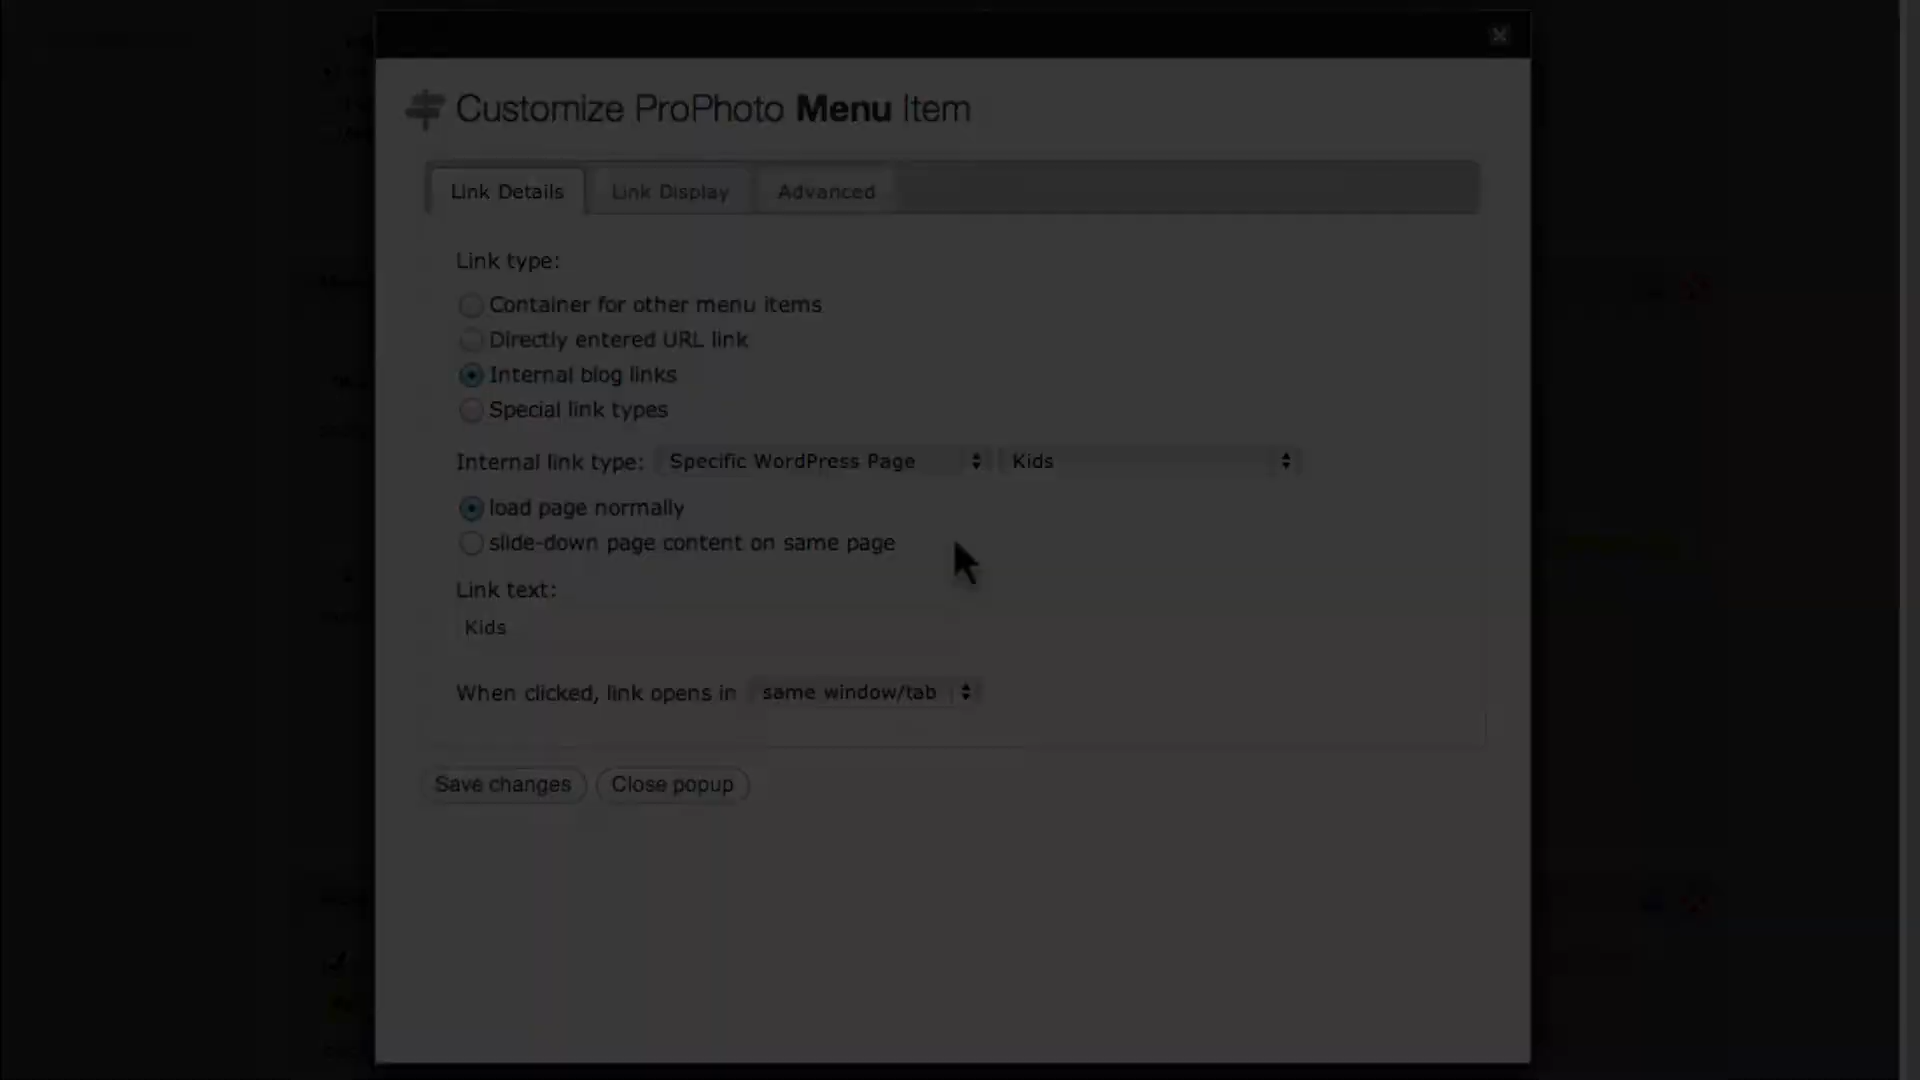 Customize ProPhoto Menu Item
Link Details Link Display Advanced
Link type:
Container for other menu items
Directly entered URL link
Internal blog links
Special link types
Internal link type: Specific WordPress Page Kids
load page normally
slide-down page content on same page
Link text:
Kids
When clicked, link opens in same window/tab
Save changes Close popup